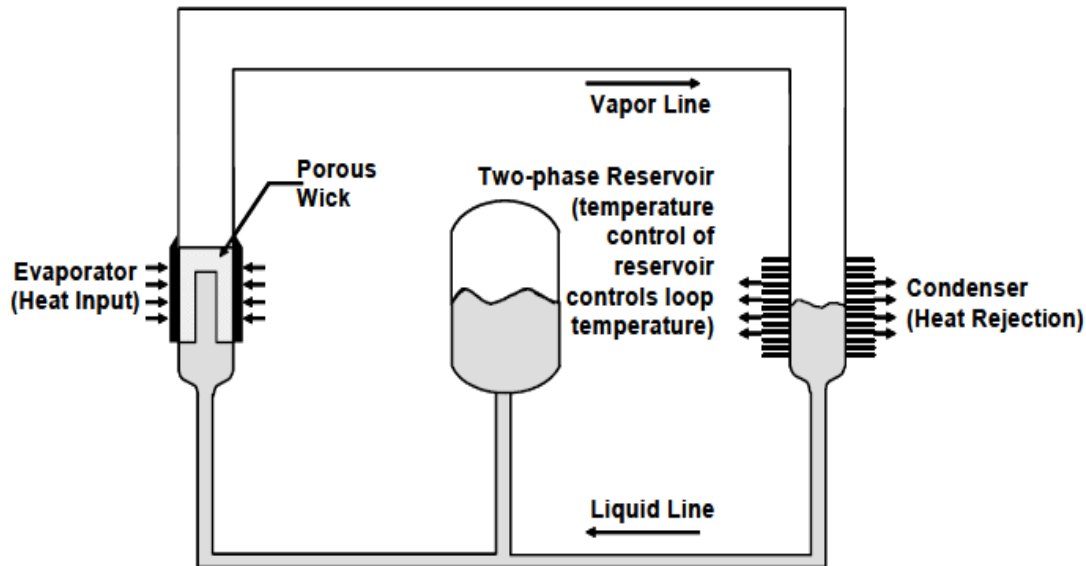 Vapor Line
Porous
Wick
Two-phase Reservoir
(temperature
control of
reservoir
controls loop
temperature)
Evaporator
(Heat Input)
Condenser
(Heat Rejection)
Liquid Line